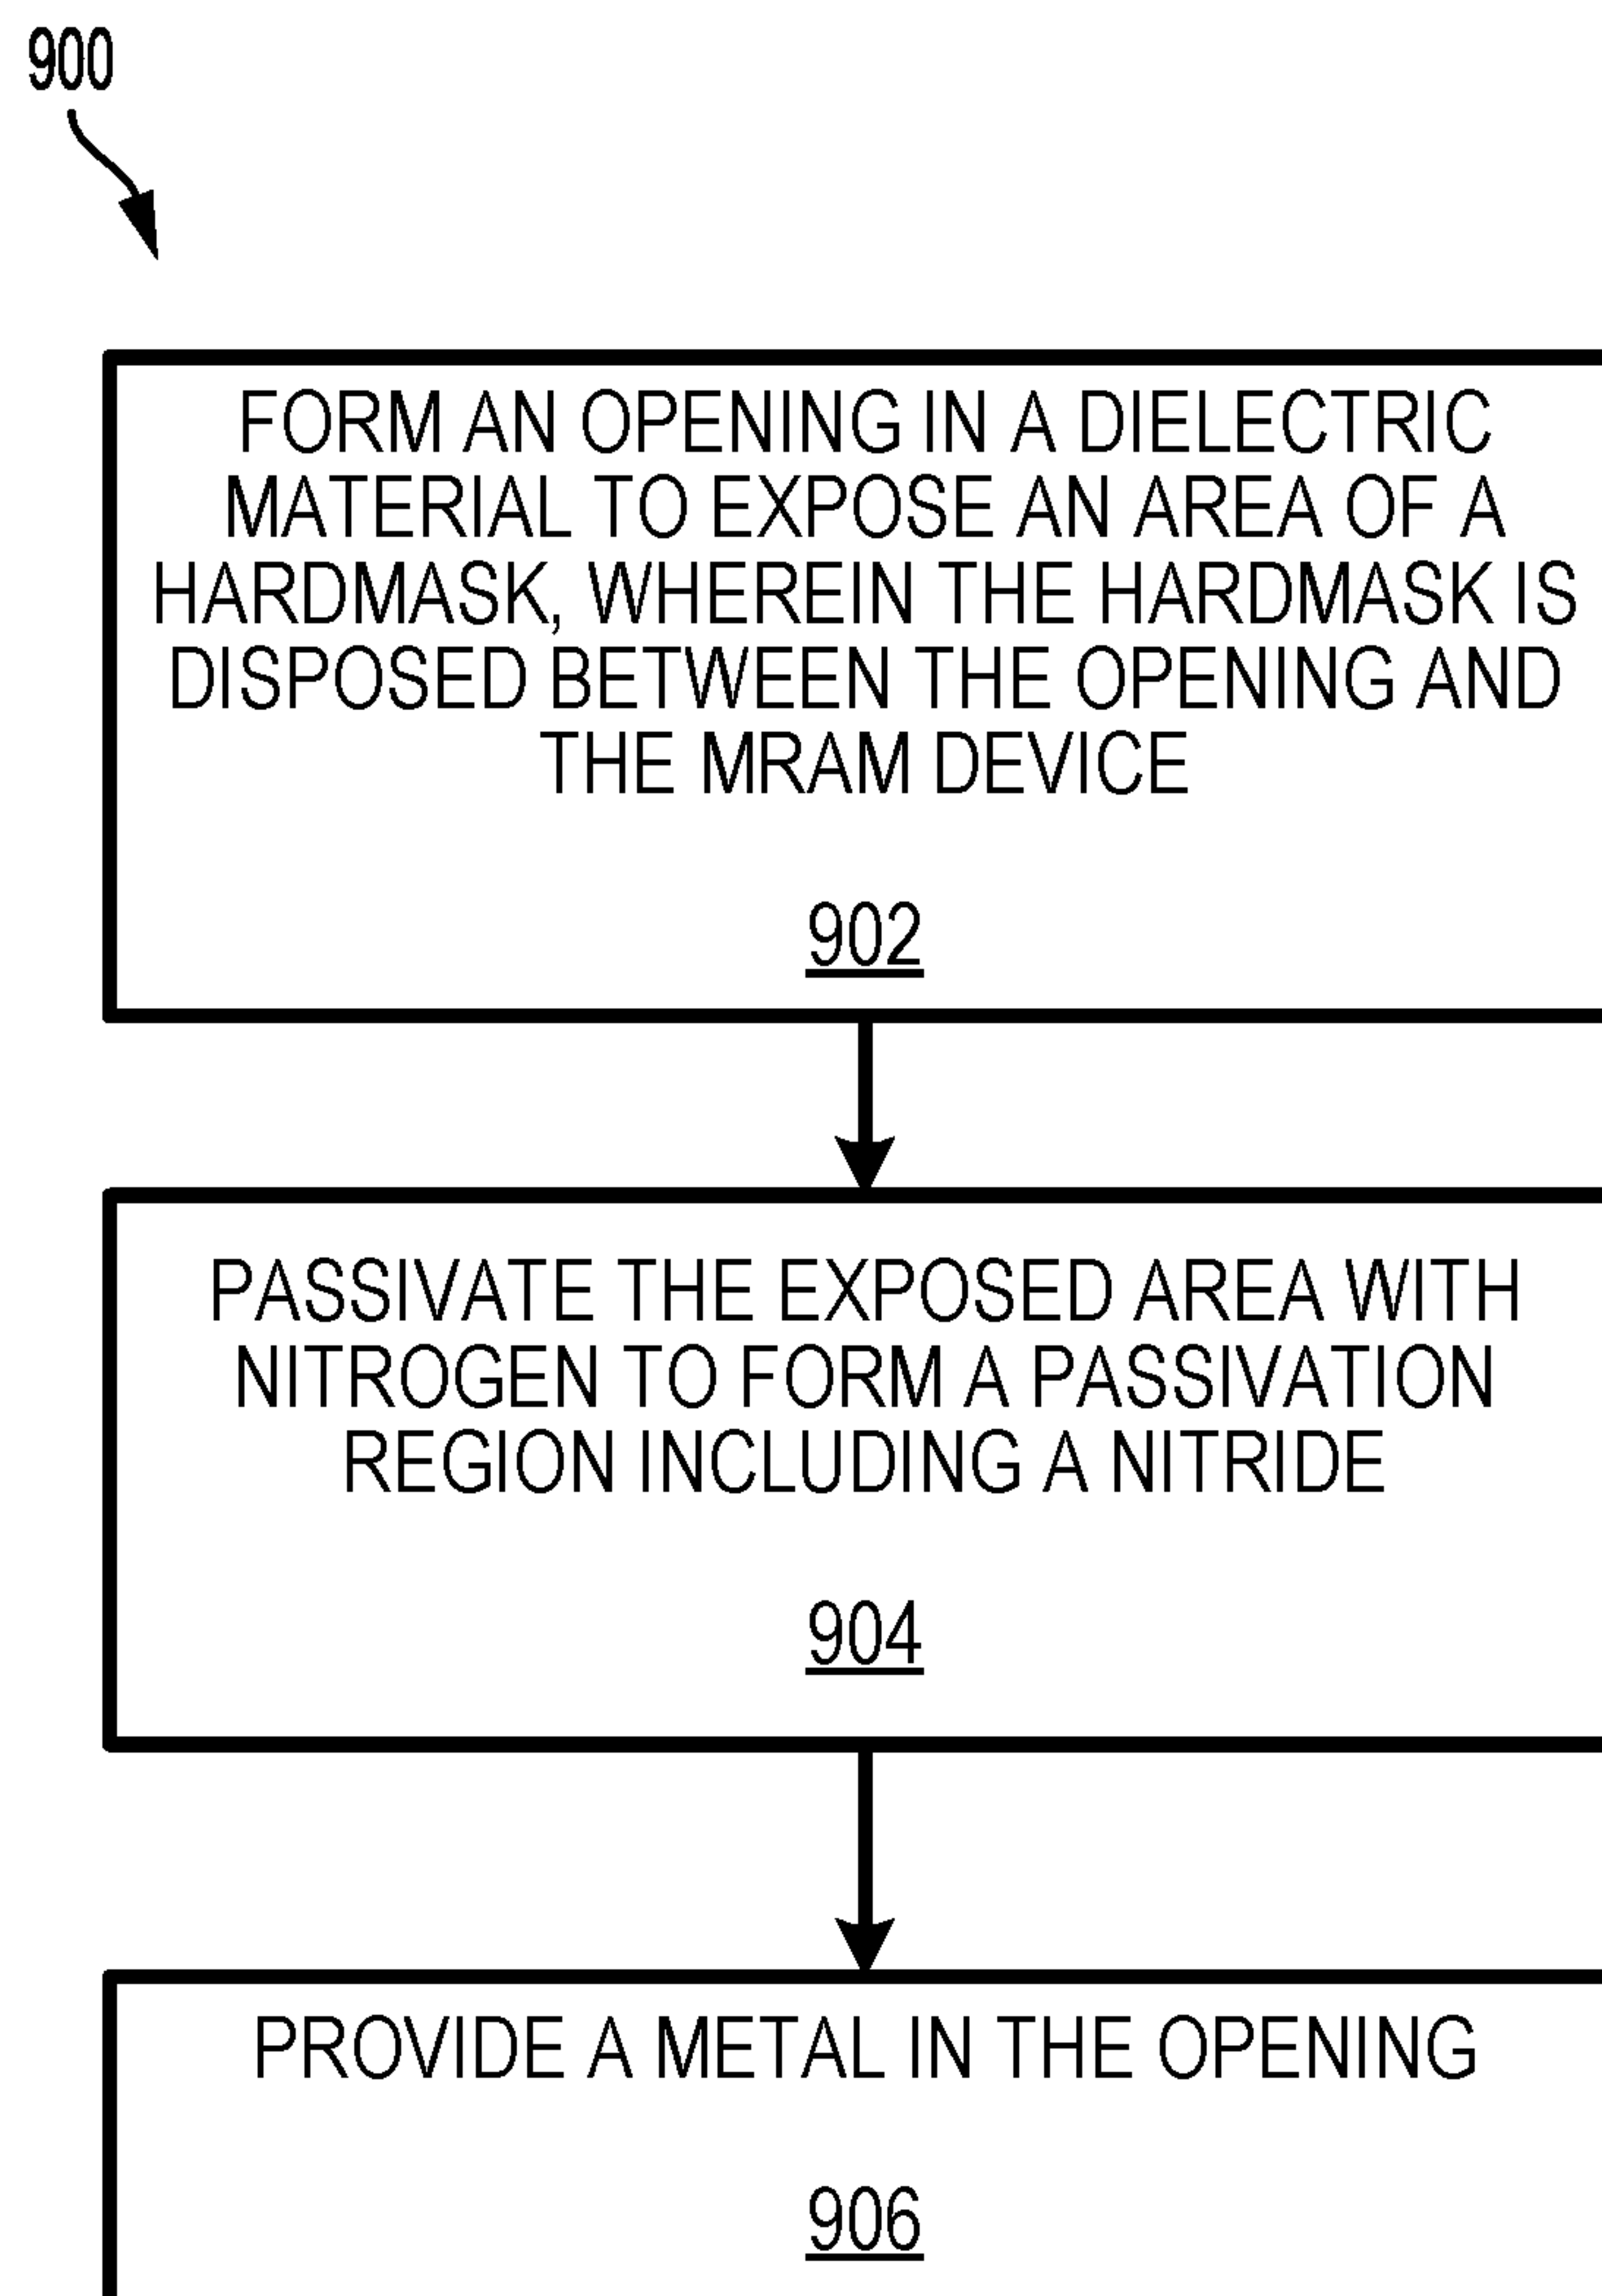 900
FORM AN OPENING IN A DIELECTRIC
MATERIAL TO EXPOSE AN AREA OF A
HARDMASK, WHEREIN THE HARDMASK IS
DISPOSED BETWEEN THE OPENING AND
THE MRAM DEVICE
902
PASSIVATE THE EXPOSED AREA WITH
NITROGEN TO FORM A PASSIVATION
REGION INCLUDING A NITRIDE
904
PROVIDE A METAL IN THE OPENING
906